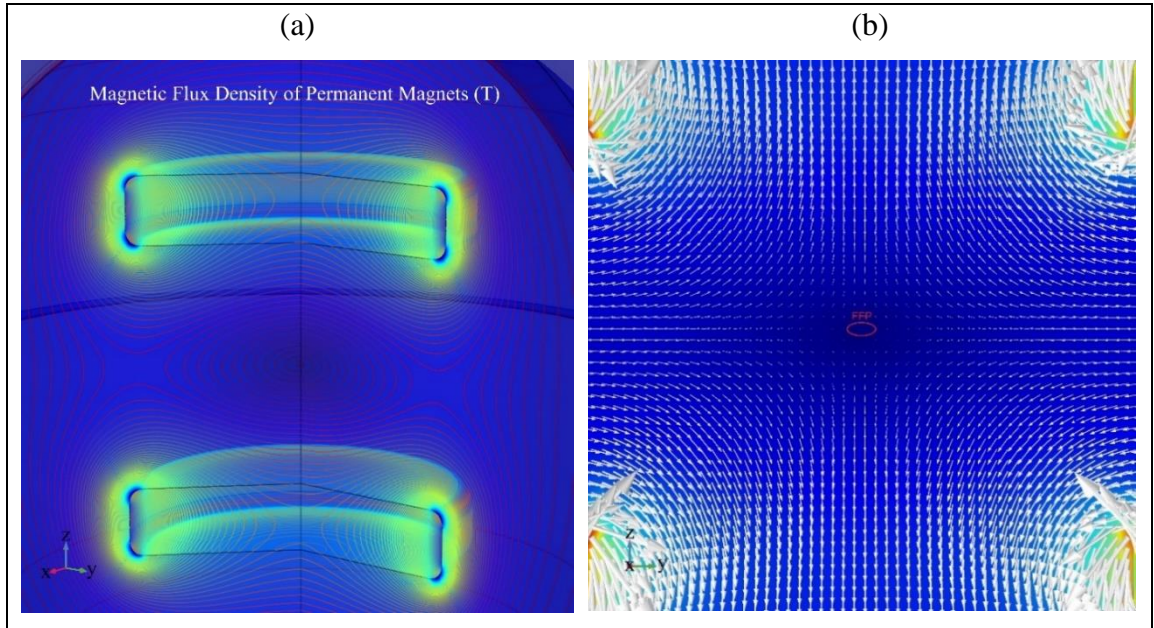 (a)
(b)
Magnetic Flux Density of Permanent Magnets (T)
FFP
z
x
y
z
x
y